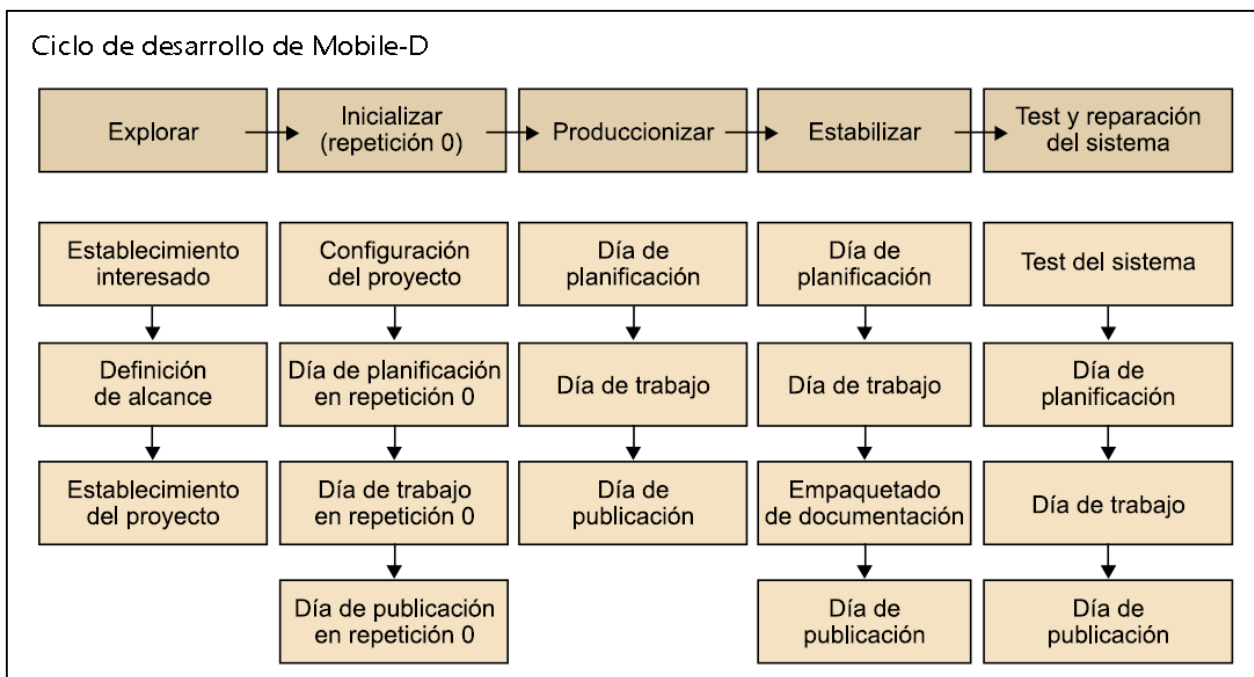 Ciclo de desarrollo de Mobile-D
Explorar
Inicializar
(repetición 0)
Produccionizar
Estabilizar
Test y reparación
del sistema
Establecimiento
interesado
Definición
de alcance
Establecimiento
del proyecto
Configuración
del proyecto
Día de planificación
en repetición 0
Día de trabajo
en repetición 0
Día de publicación
en repetición 0
Día de
planificación
Día de trabajo
Día de
publicación
Día de
planificación
Día de trabajo
Empaquetado
de documentación
Día de
publicación
Test del sistema
Día de
planificación
Día de trabajo
Día de
publicación